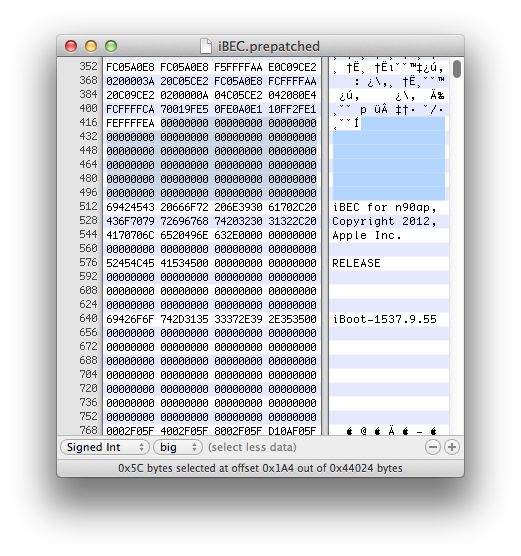 iBEC.prepatched
352 FC05A0E8 FC05A0E8 F5FFFFAA E0C09CE2
368 0200003A 20C05CE2 FC05A0E8 FCFFFFAA
384 20C09CE2 0200000A 04C05CE2 042080E4
400 FCFFFFCA 70019FE5 0FE0A0E1 10FF2FE1
416 FEFFFFEA 00000000 00000000 00000000
432 00000000 00000000 00000000 00000000
448 00000000 00000000 00000000 00000000
464 00000000 00000000 00000000 00000000
480 00000000 00000000 00000000 00000000
496 00000000 00000000 00000000 00000000
512 69424543 20666F72 206E3930 61702C20 iBEC for n90ap,
528 436F7079 72696768 74203230 31322C20 Copyright 2012,
544 4170706C 6520496E 632E0000 00000000 Apple Inc.
560 00000000 00000000 00000000 00000000
576 52454C45 41534500 00000000 00000000 RELEASE
592 00000000 00000000 00000000 00000000
608 00000000 00000000 00000000 00000000
624 00000000 00000000 00000000 00000000
640 69426F6F 742D3135 33372E39 2E353500 iBoot-1537.9.55
656 00000000 00000000 00000000 00000000
672 00000000 00000000 00000000 00000000
688 00000000 00000000 00000000 00000000
704 00000000 00000000 00000000 00000000
720 00000000 00000000 00000000 00000000
736 00000000 00000000 00000000 00000000
752 00000000 00000000 00000000 00000000
768 0002F05F 4002F05F 8002F05F D10AF05F
Signed Int big (select less data)
0x5C bytes selected at offset 0x1A4 out of 0x44024 bytes